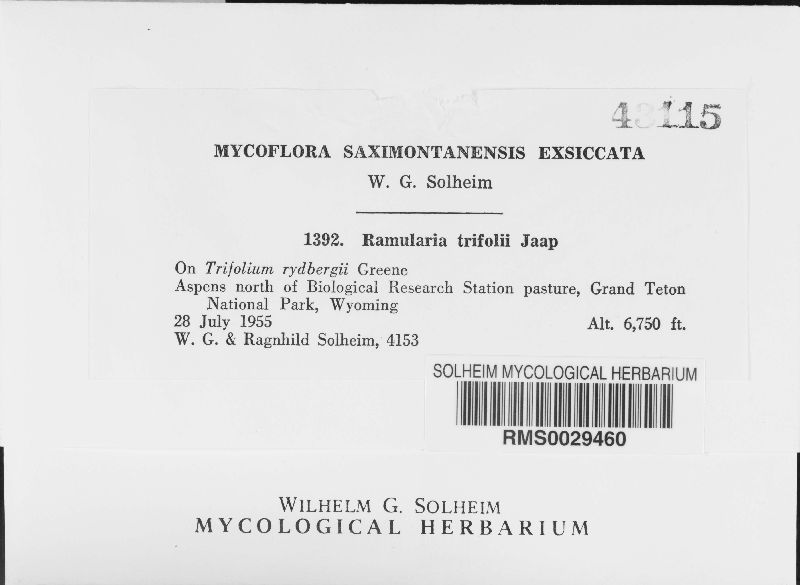 43115
MYCOFLORA SAXIMONTANENSIS EXSICCATA
W. G. Solheim
1392. Ramularia trifolii Jaap
On Trifolium rydbergii Greene
Aspens north of Biological Research Station pasture, Grand Teton
National Park, Wyoming
28 July 1955 Alt. 6,750 ft.
W. G. & Ragnhild Solheim, 4153
SOLHEIM MYCOLOGICAL HERBARIUM
RMS0029460
WILHELM G. SOLHEIM
MYCOLOGICAL HERBARIUM